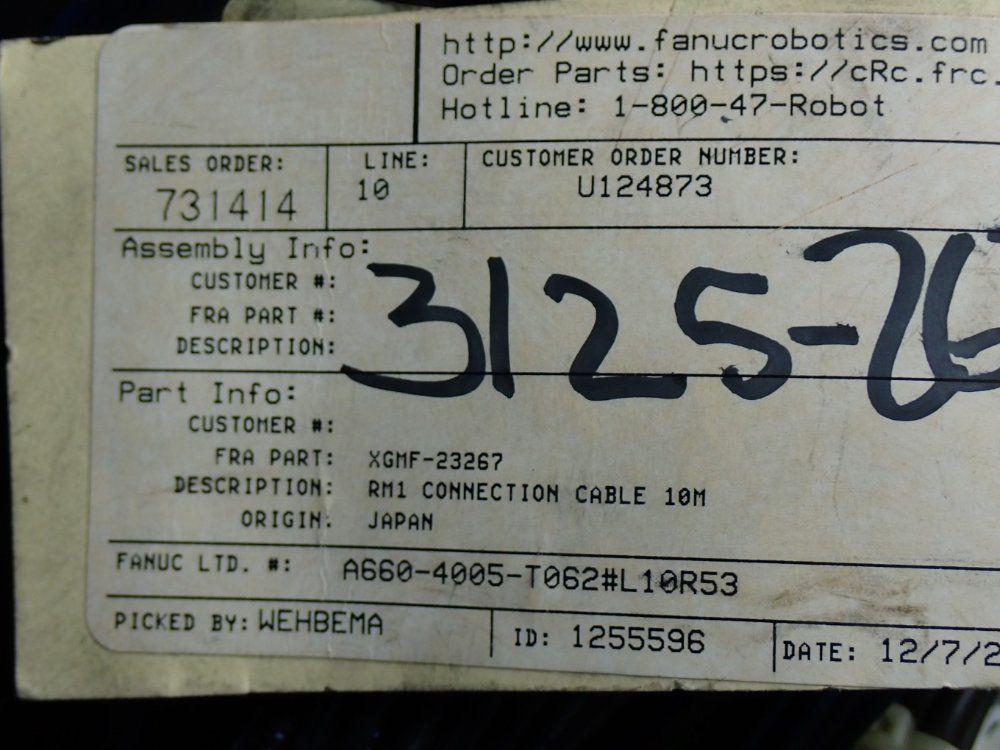 http://www.fanucrobotics.com
Order Parts: https://cRc.frc.
Hotline: 1-800-47-Robot
SALES ORDER: LINE: CUSTOMER ORDER NUMBER:
731414 10 U124873
Assembly Info:
CUSTOMER #:
FRA PART #:
DESCRIPTION:
3125-26
Part Info:
CUSTOMER #:
FRA PART: XGMF-23267
DESCRIPTION: RM1 CONNECTION CABLE 10M
ORIGIN: JAPAN
FANUC LTD. #: A660-4005-T062#L10R53
PICKED BY: WEHBEMA ID: 1255596 DATE: 12/7/2